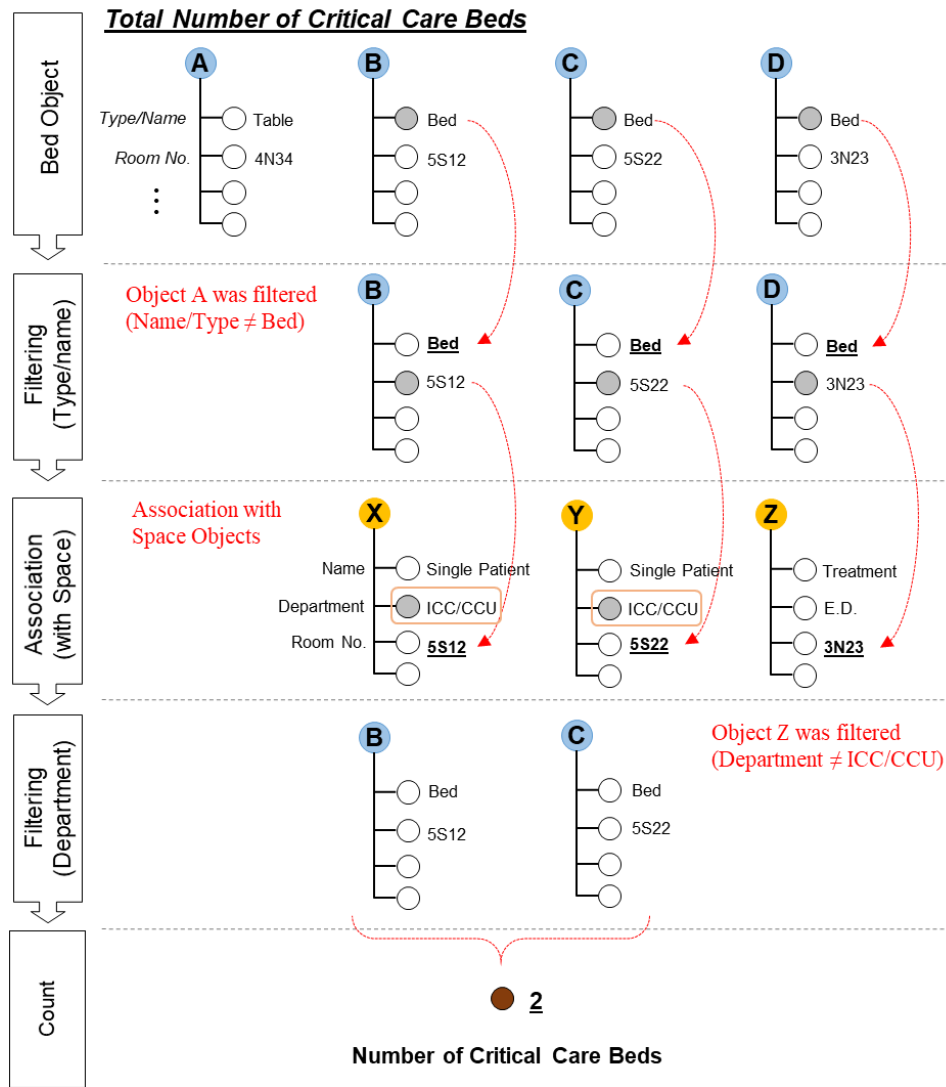 Total Number of Critical Care Beds
Bed Object
A
B
C
D
Type/Name
Table
Bed
Bed
Bed
Room No.
4N34
5S12
5S22
3N23
⋮
Filtering
(Type/name)
Object A was filtered
(Name/Type ≠ Bed)
B
C
D
Bed
Bed
Bed
5S12
5S22
3N23
Association
(with Space)
Association with
Space Objects
X
Y
Z
Name
Single Patient
Single Patient
Treatment
Department
ICC/CCU
ICC/CCU
E.D.
Room No.
5S12
5S22
3N23
Filtering
(Department)
B
C
Object Z was filtered
(Department ≠ ICC/CCU)
Bed
Bed
5S12
5S22
Count
2
Number of Critical Care Beds